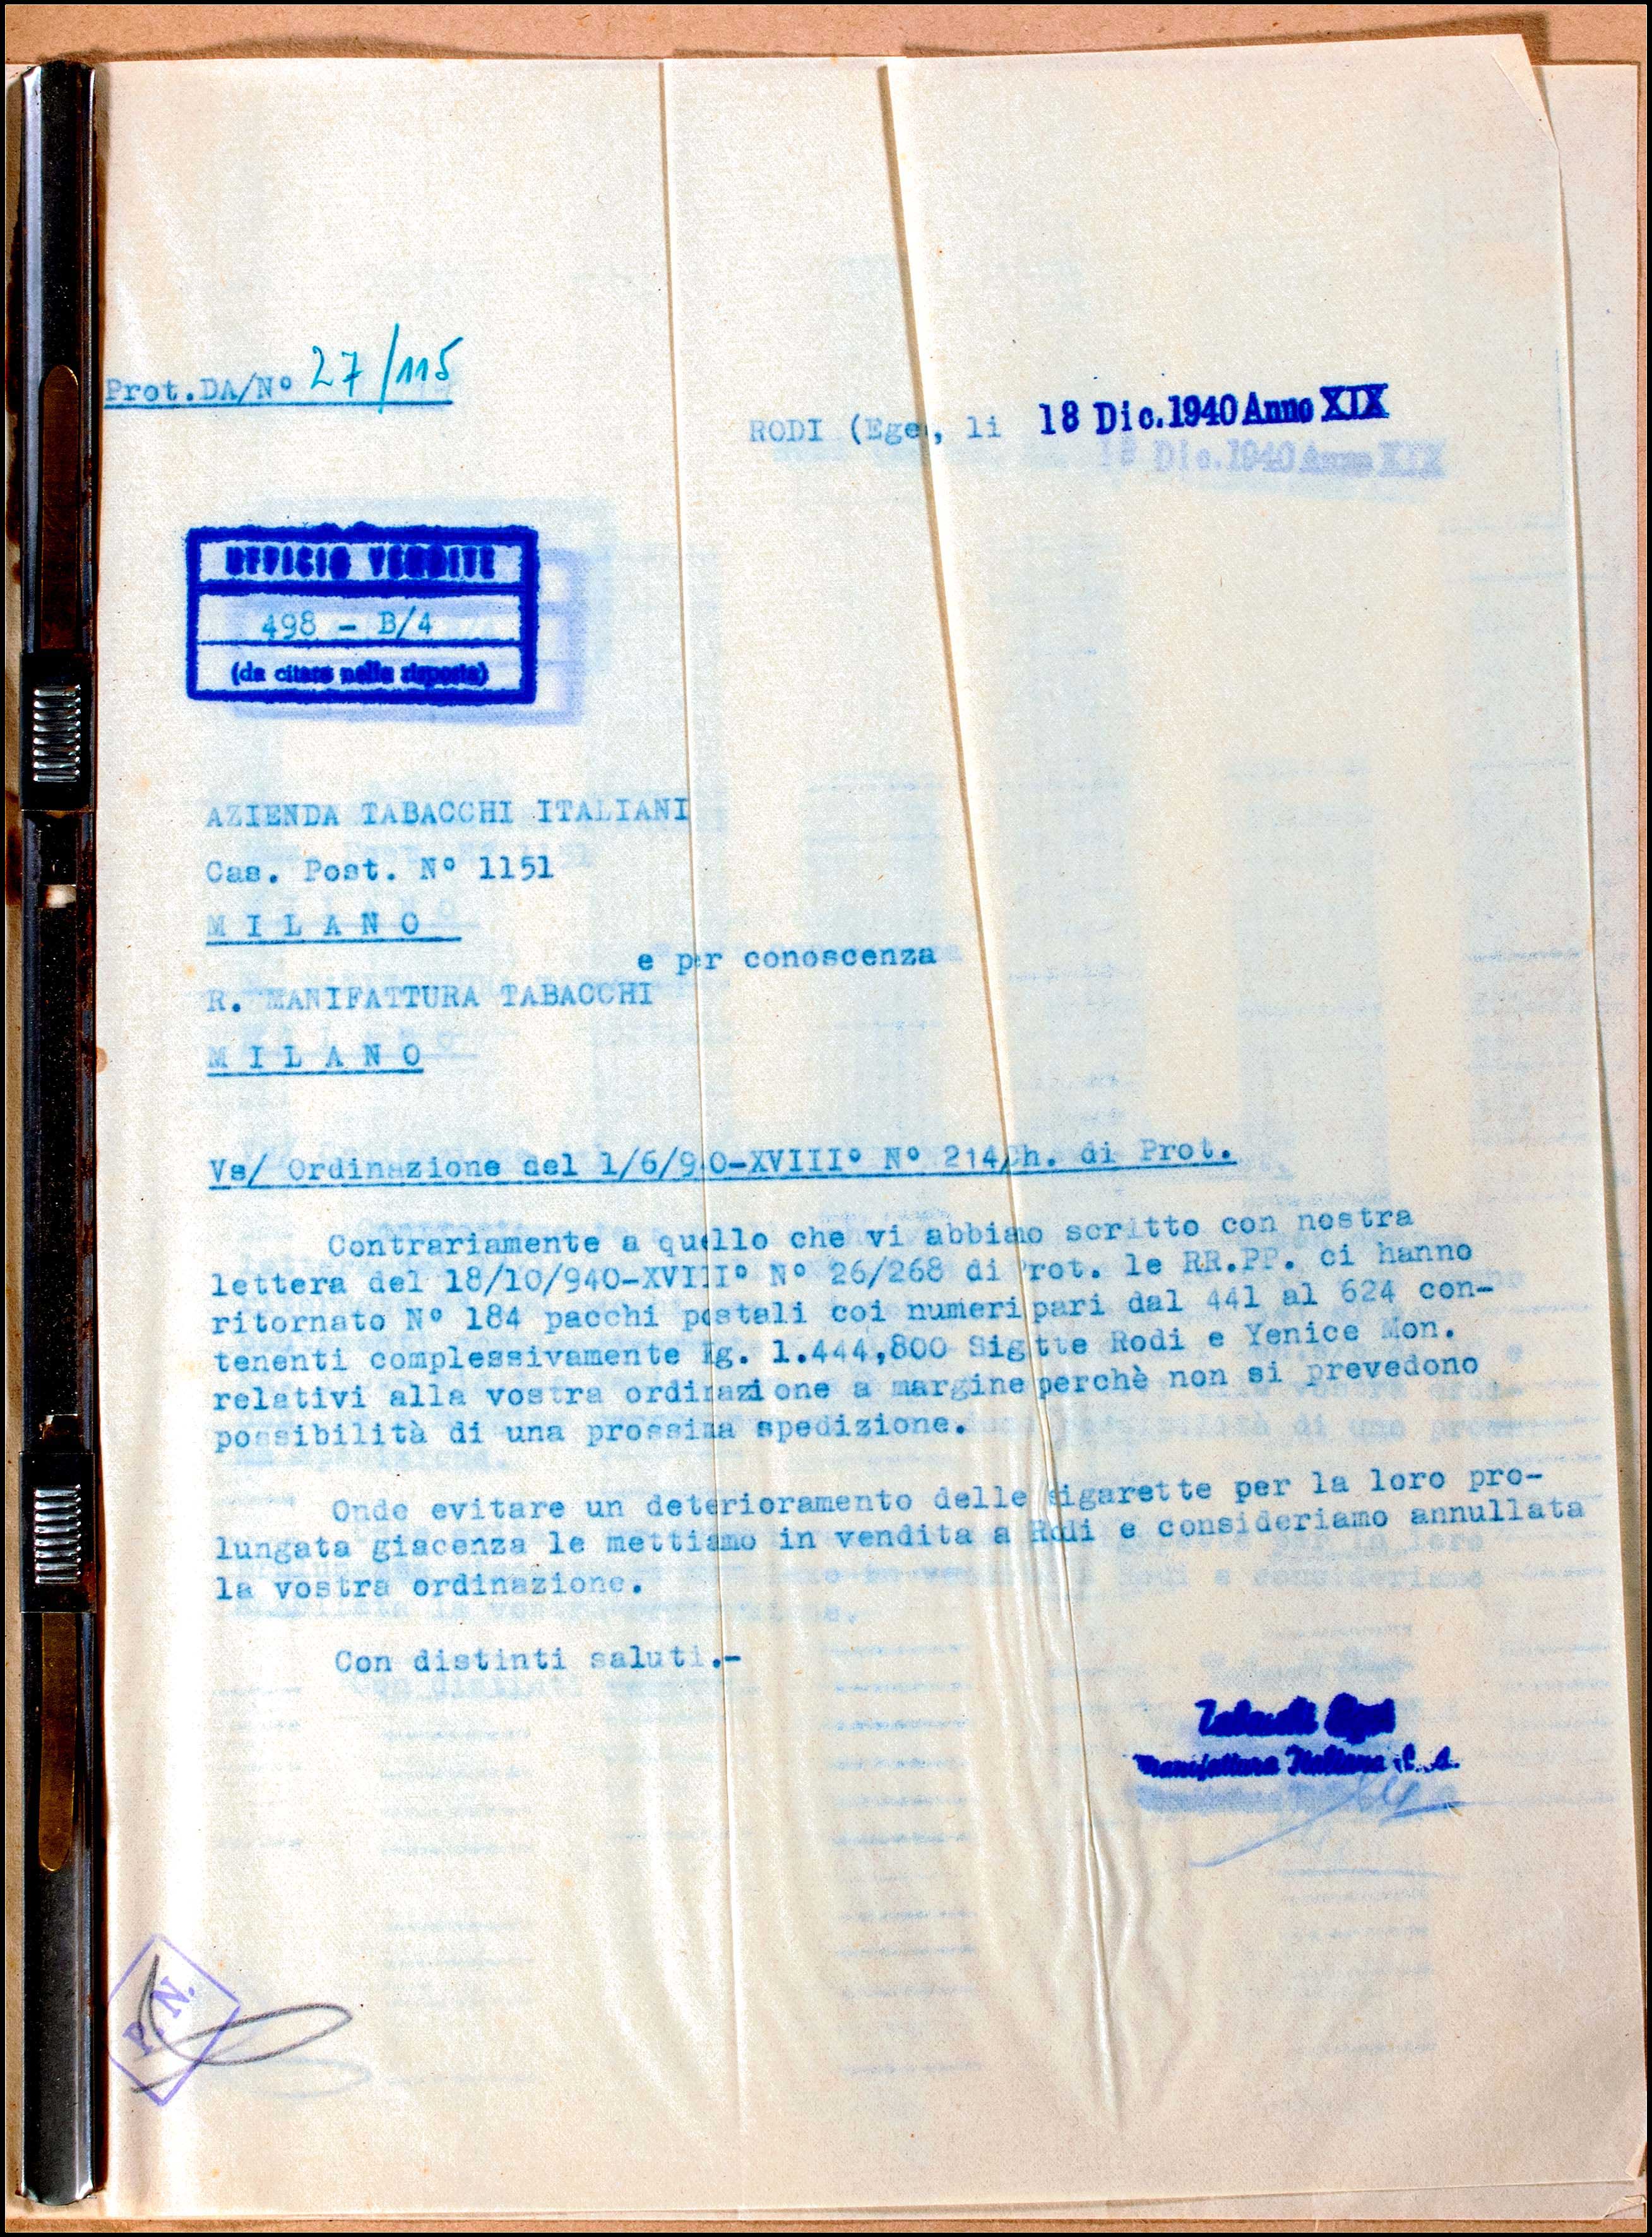 Prot.DA/N° 27/115
RODI (Ege, li 18 Dic.1940 Anno XIX
UFFICIO VENDITE
498 - B/4
(da citare nella risposta)
AZIENDA TABACCHI ITALIANI
Cas. Post. N° 1151
MILANO
e per conoscenza
R. MANIFATTURA TABACCHI
MILANO
Vs/ Ordinazione del 1/6/940-XVIII° N° 214/Ch. di Prot.
Contrariamente a quello che vi abbiamo scritto con nostra
lettera del 18/10/940-XVIII° N° 26/268 di Prot. le RR.PP. ci hanno
ritornato N° 184 pacchi postali coi numeri pari dal 441 al 624 con-
tenenti complessivamente Kg. 1.444,800 Sigtte Rodi e Yenice Mon.
relativi alla vostra ordinazione a margine perchè non si prevedono
possibilità di una prossima spedizione.
Onde evitare un deterioramento delle sigarette per la loro pro-
lungata giacenza le mettiamo in vendita a Rodi e consideriamo annullata
la vostra ordinazione.
Con distinti saluti.-
Manifattura Italiana S. A.
P. N.